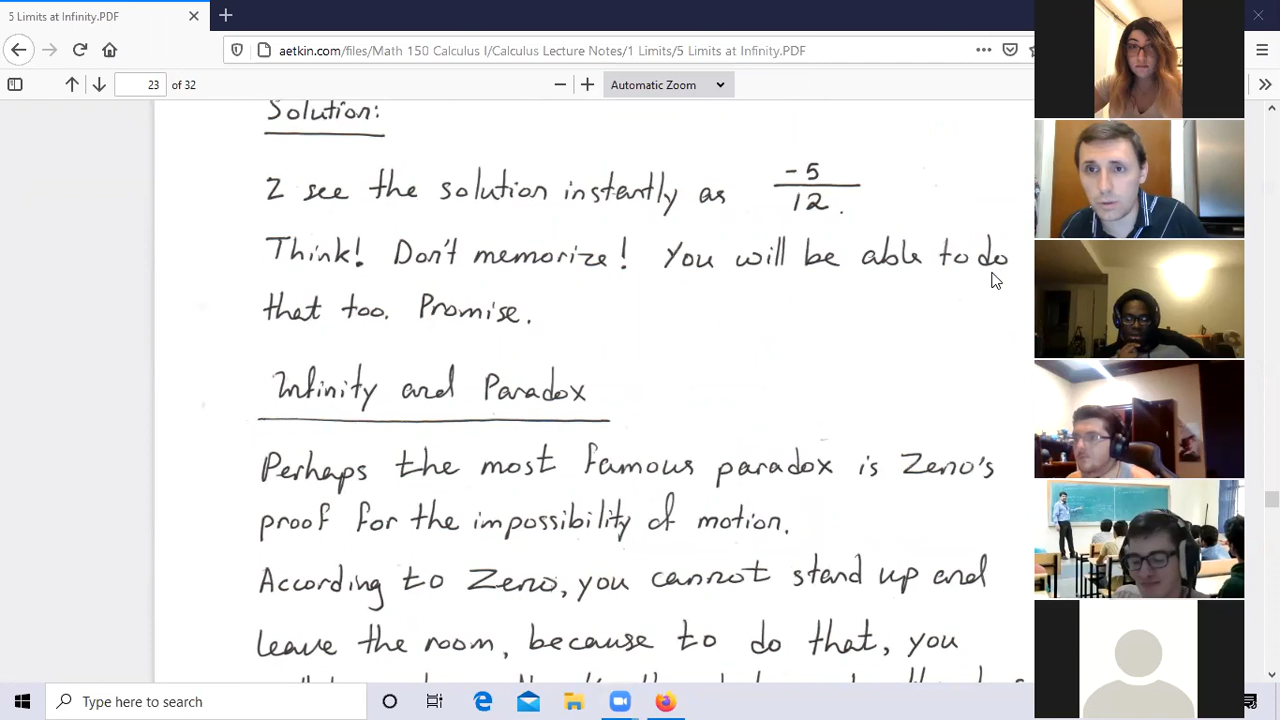 5 Limits at Infinity.PDF
aetkin.com/files/Math 150 Calculus I/Calculus Lecture Notes/1 Limits/5 Limits at Infinity.PDF
23 of 32
Automatic Zoom
Solution:
I see the solution instantly as -5/12.
Think! Don't memorize! You will be able to do
that too. Promise.
Infinity and Paradox
Perhaps the most famous paradox is Zeno's
proof for the impossibility of motion.
According to Zeno, you cannot stand up and
leave the room, because to do that, you
Type here to search